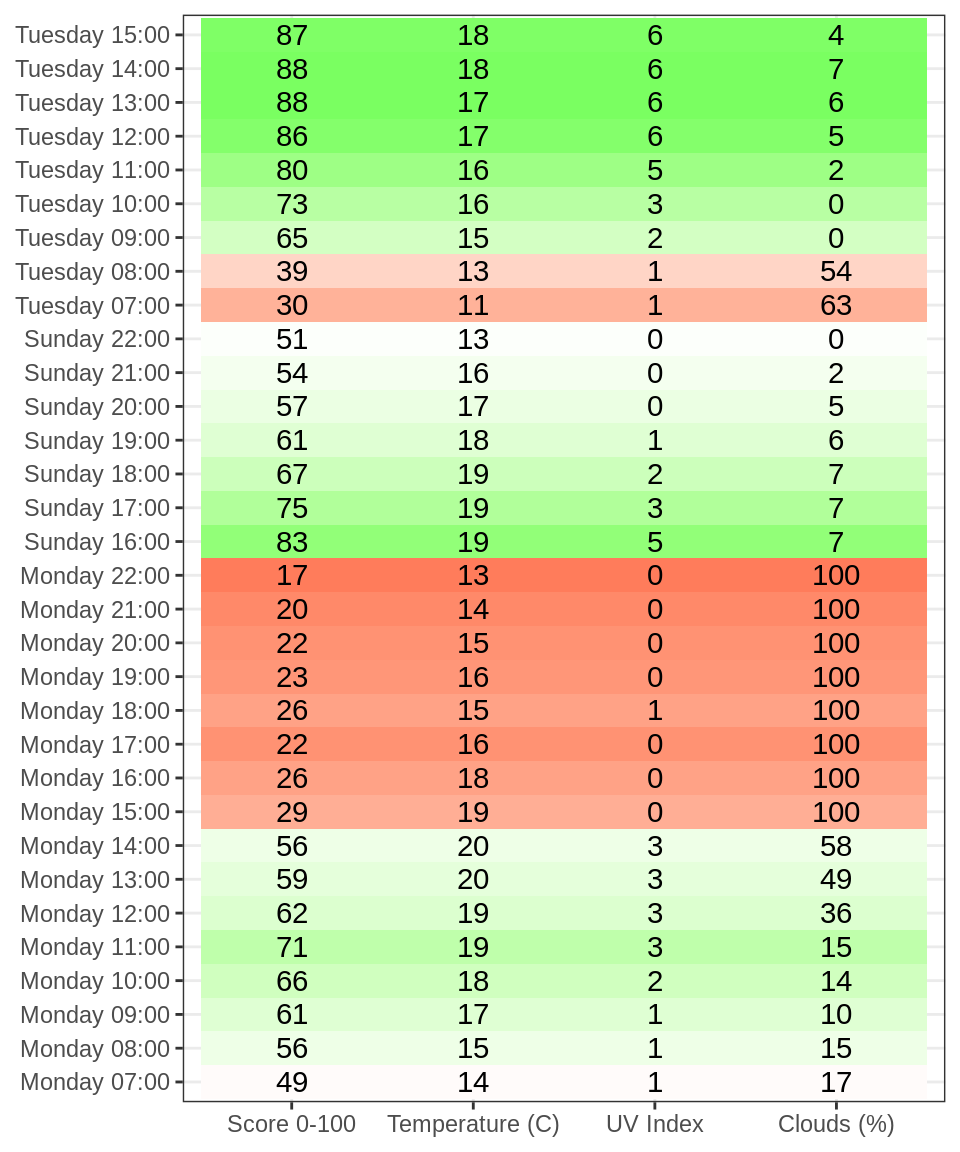 Tuesday 15:00 87 18 6 4
Tuesday 14:00 88 18 6 7
Tuesday 13:00 88 17 6 6
Tuesday 12:00 86 17 6 5
Tuesday 11:00 80 16 5 2
Tuesday 10:00 73 16 3 0
Tuesday 09:00 65 15 2 0
Tuesday 08:00 39 13 1 54
Tuesday 07:00 30 11 1 63
Sunday 22:00 51 13 0 0
Sunday 21:00 54 16 0 2
Sunday 20:00 57 17 0 5
Sunday 19:00 61 18 1 6
Sunday 18:00 67 19 2 7
Sunday 17:00 75 19 3 7
Sunday 16:00 83 19 5 7
Monday 22:00 17 13 0 100
Monday 21:00 20 14 0 100
Monday 20:00 22 15 0 100
Monday 19:00 23 16 0 100
Monday 18:00 26 15 1 100
Monday 17:00 22 16 0 100
Monday 16:00 26 18 0 100
Monday 15:00 29 19 0 100
Monday 14:00 56 20 3 58
Monday 13:00 59 20 3 49
Monday 12:00 62 19 3 36
Monday 11:00 71 19 3 15
Monday 10:00 66 18 2 14
Monday 09:00 61 17 1 10
Monday 08:00 56 15 1 15
Monday 07:00 49 14 1 17
Score 0-100 Temperature (C) UV Index Clouds (%)